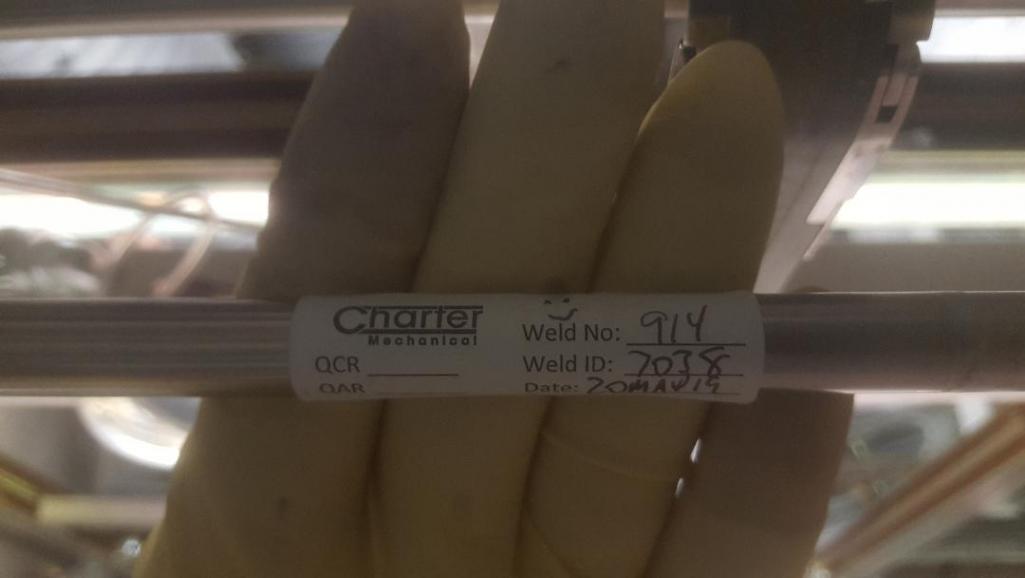 Charter
Mechanical
Weld No: 914
QCR
Weld ID: 7038
QAR
Date: 20MAY19